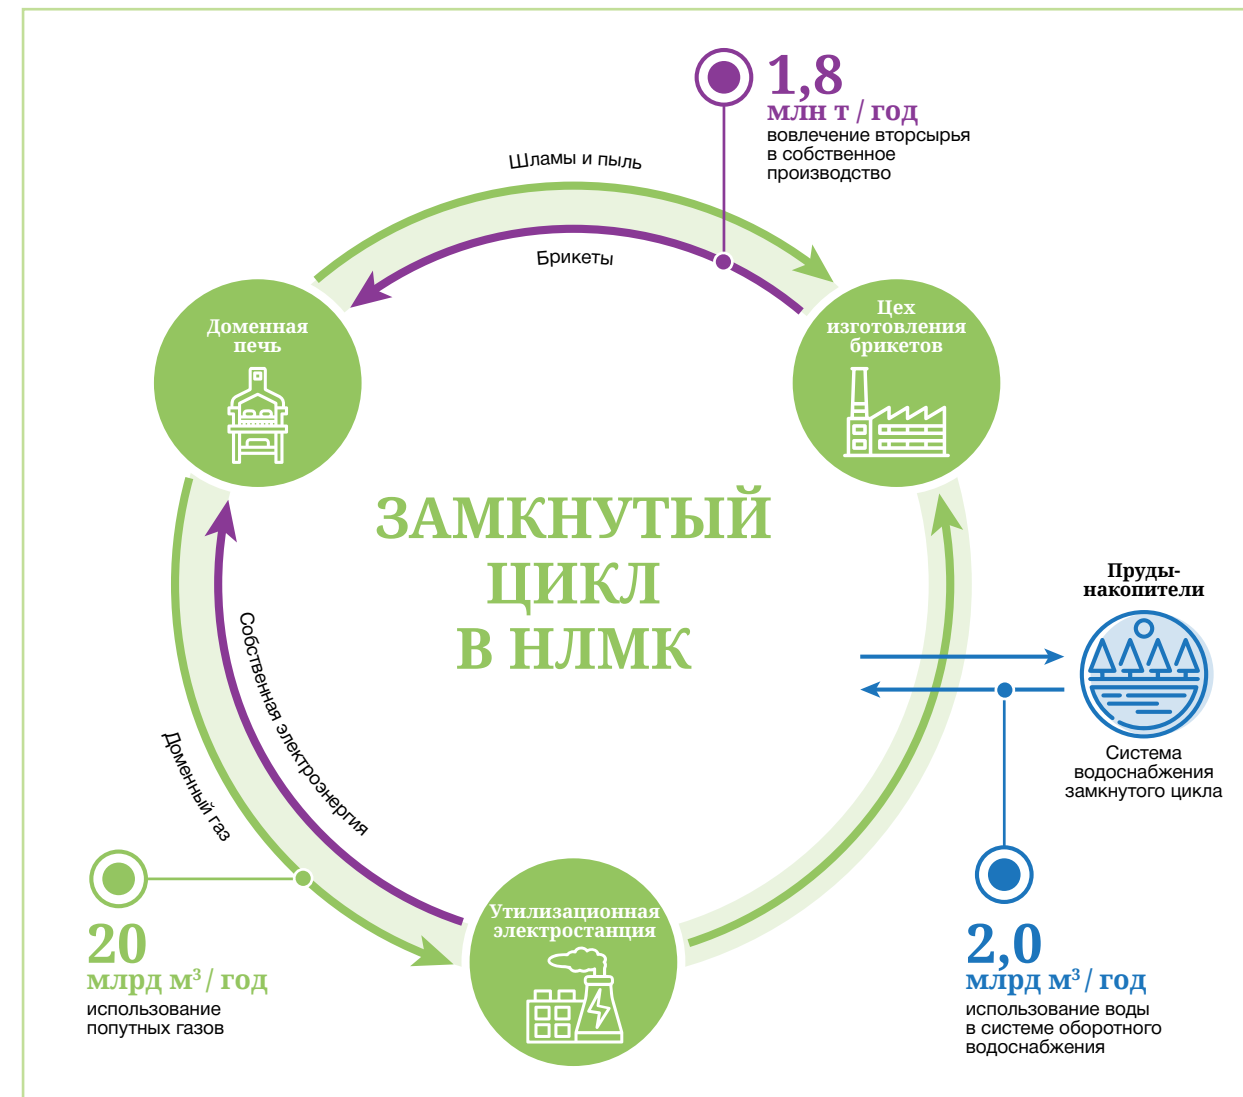 1,8
млн т / год
вовлечение вторсырья
в собственное
производство
Шламы и пыль
Брикеты
Доменная
печь
Цех
изготовления
брикетов
ЗАМКНУТЫЙ
ЦИКЛ
В НЛМК
Пруды-
накопители
Система
водоснабжения
замкнутого цикла
Собственная электроэнергия
Доменный газ
Утилизационная
электростанция
20
млрд м³ / год
использование
попутных газов
2,0
млрд м³ / год
использование воды
в системе оборотного
водоснабжения